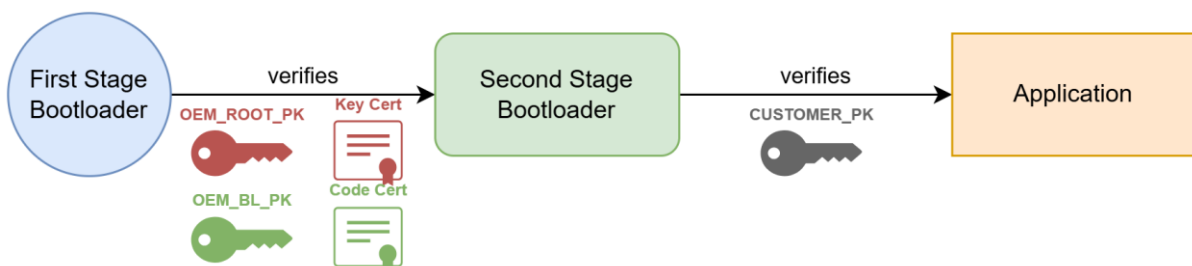 First Stage
Bootloader
verifies
OEM_ROOT_PK
Key Cert
OEM_BL_PK
Code Cert
Second Stage
Bootloader
verifies
CUSTOMER_PK
Application